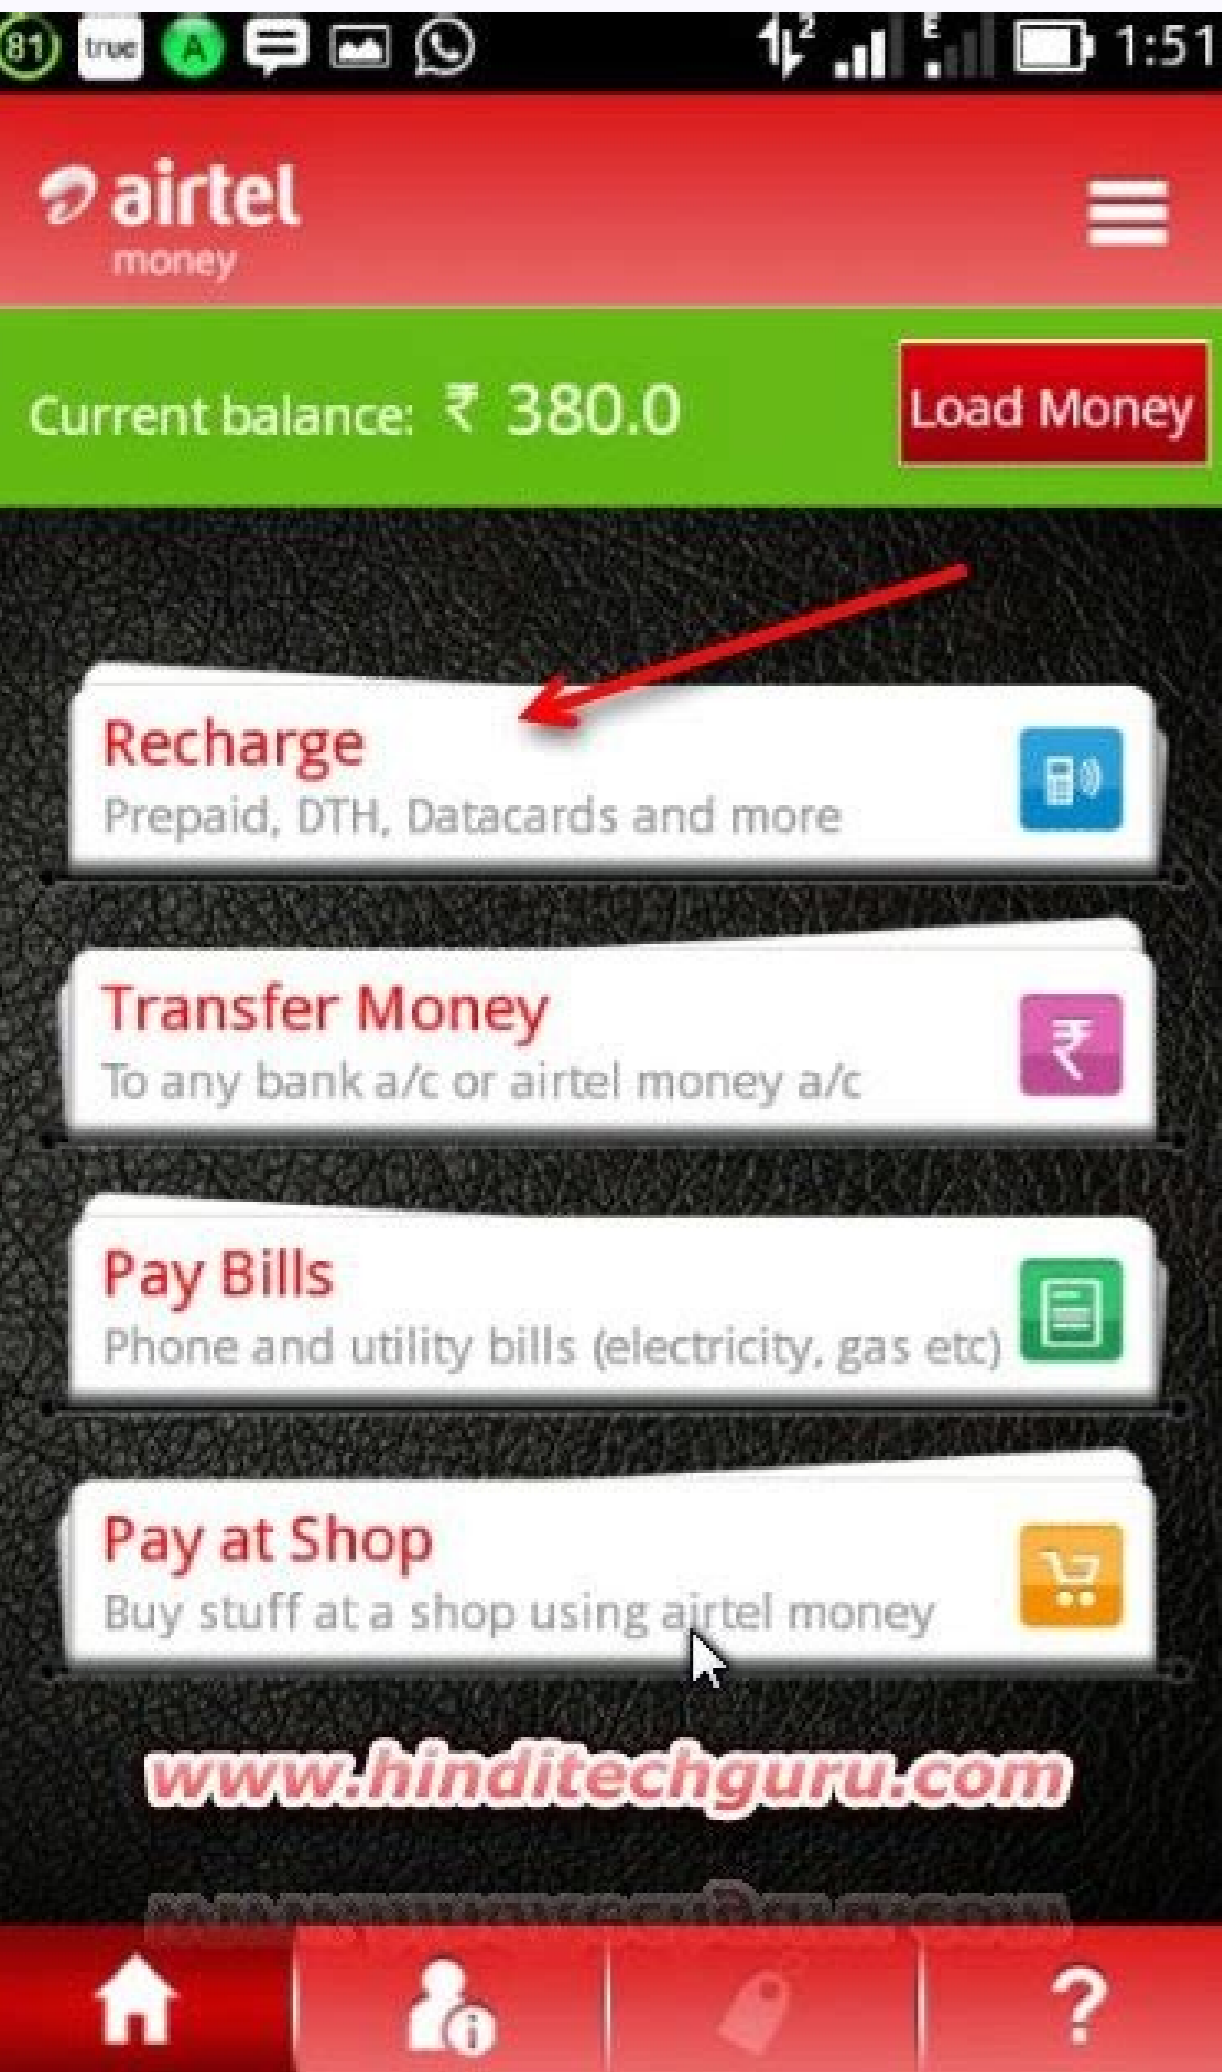 81 true A 2 E 1:51
airtel
money
Current balance: ₹ 380.0
Load Money
Recharge
Prepaid, DTH, Datacards and more
Transfer Money
₹
To any bank a/c or airtel money a/c
Pay Bills
Phone and utility bills (electricity, gas etc)
Pay at Shop
Buy stuff at a shop using airtel money
www.hinditechguru.com
i ?